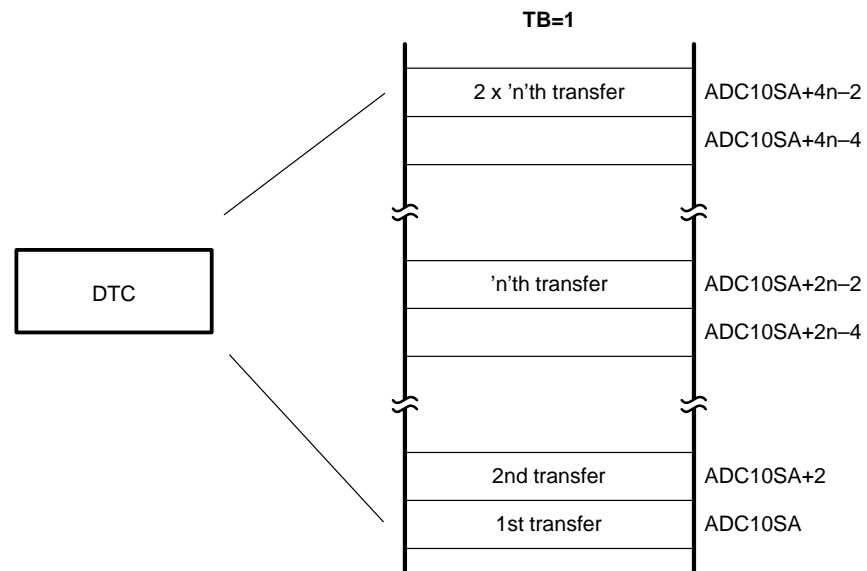 TB=1
2 x ’n’th transfer
ADC10SA+4n–2
ADC10SA+4n–4
DTC
’n’th transfer
ADC10SA+2n–2
ADC10SA+2n–4
2nd transfer
ADC10SA+2
1st transfer
ADC10SA